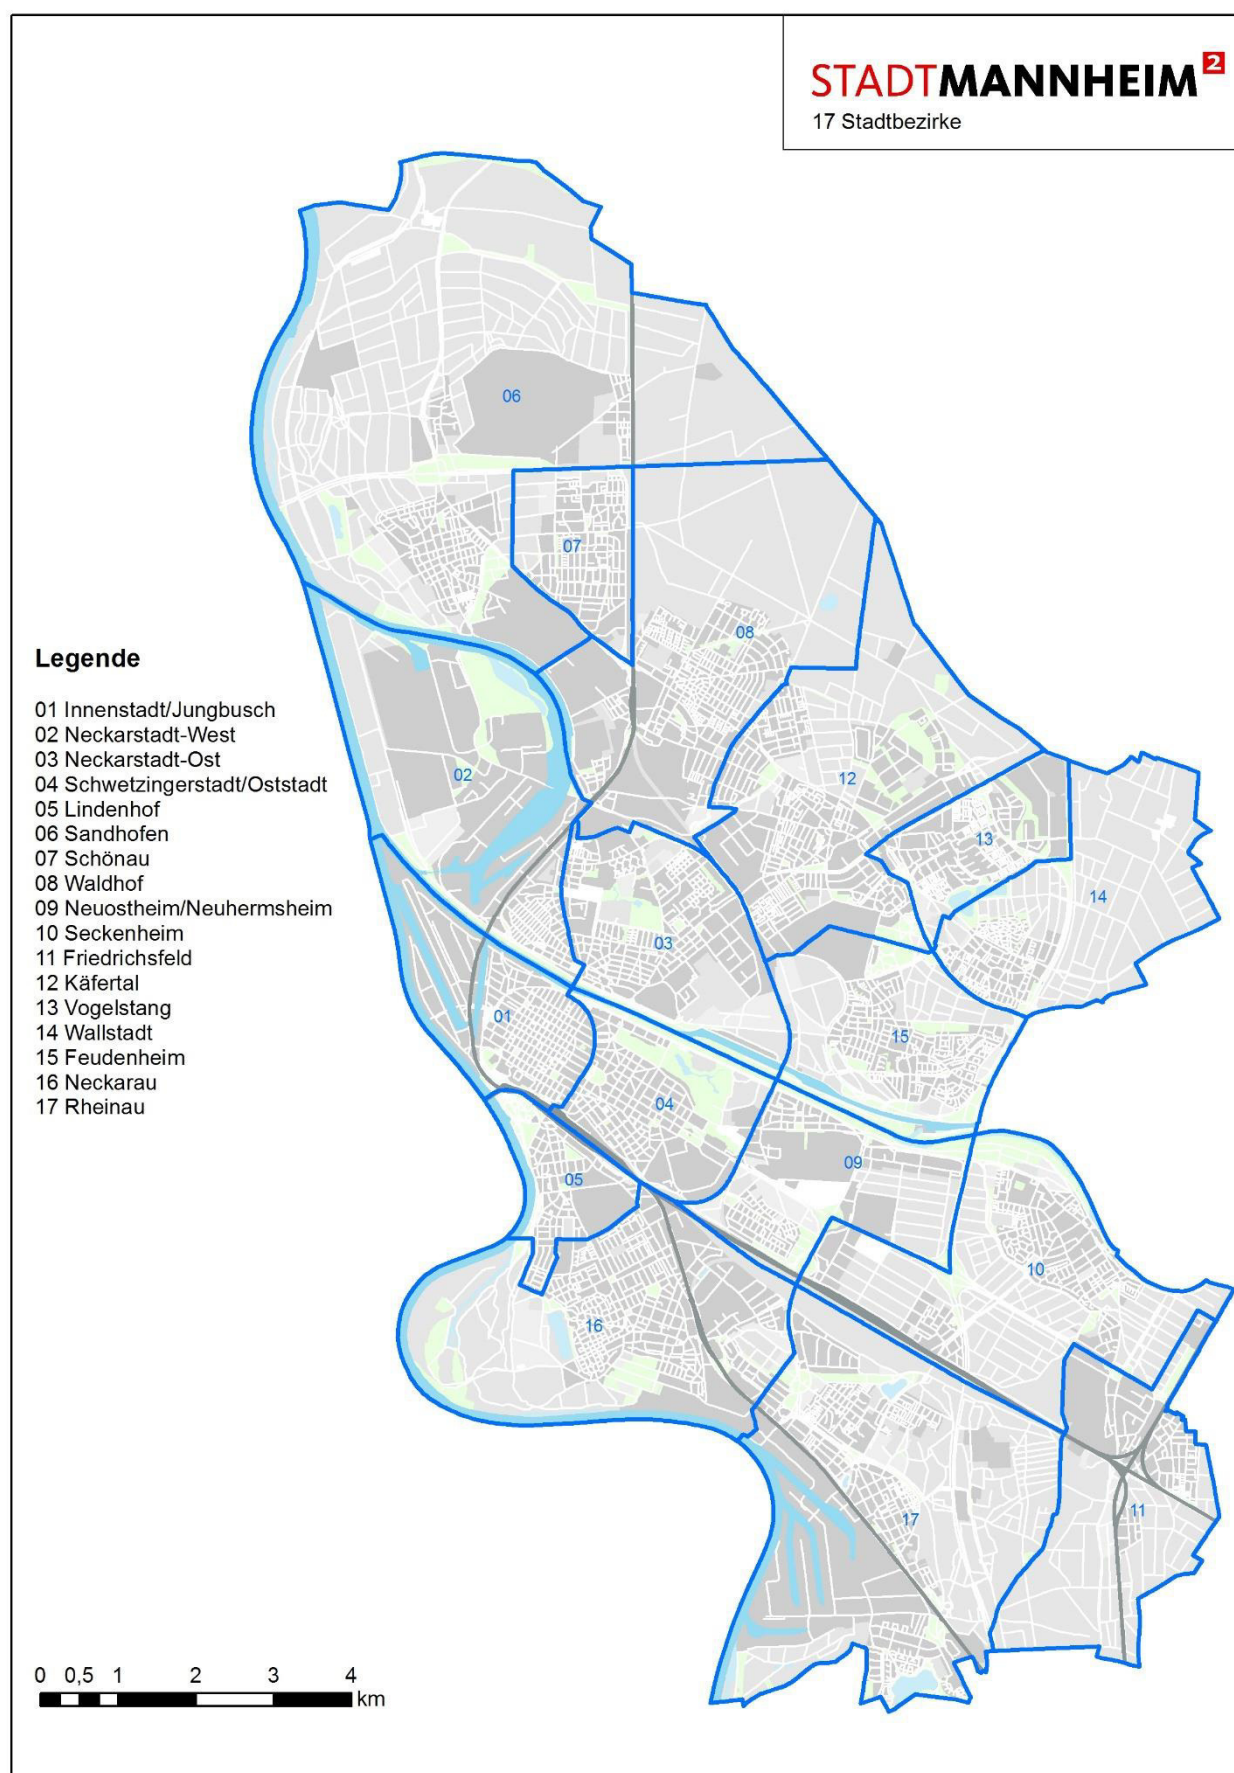 STADTMANNHEIM²
17 Stadtbezirke
06
07
08
Legende
01 Innenstadt/Jungbusch
02 Neckarstadt-West
03 Neckarstadt-Ost
04 Schwetzingerstadt/Oststadt
05 Lindenhof
06 Sandhofen
07 Schönau
08 Waldhof
09 Neuostheim/Neuhermsheim
10 Seckenheim
11 Friedrichsfeld
12 Käfertal
13 Vogelstang
14 Wallstadt
15 Feudenheim
16 Neckarau
17 Rheinau
02
12
13
14
03
01
15
04
09
05
10
16
17
11
0 0,5 1 2 3 4
km